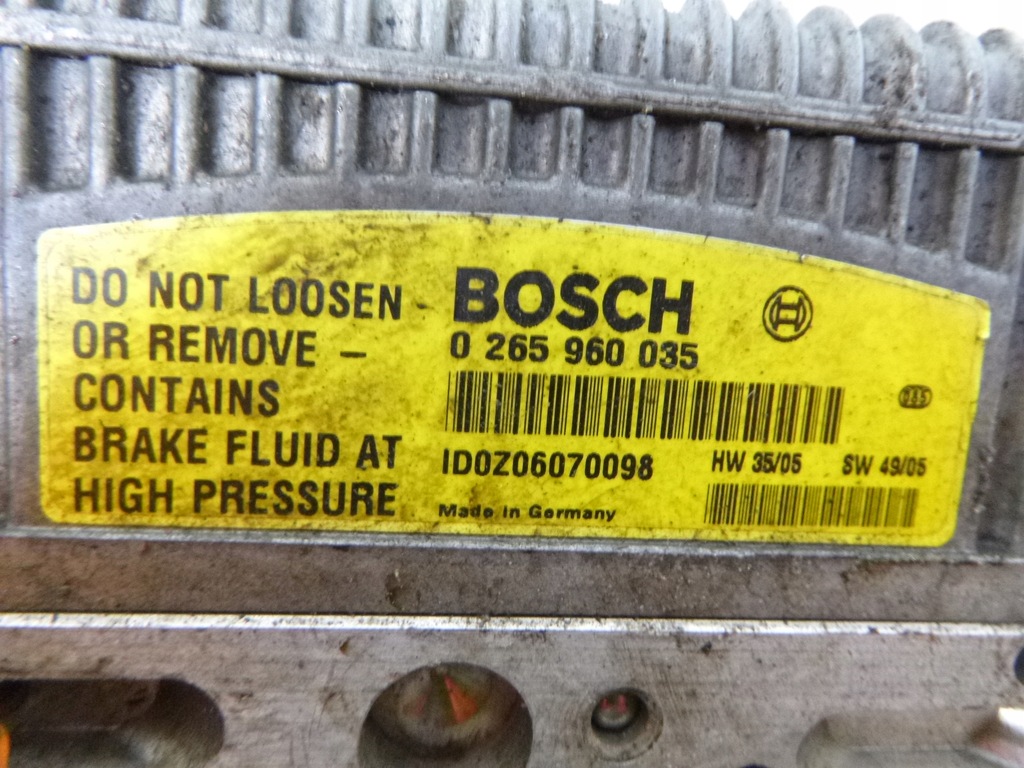 DO NOT LOOSEN
OR REMOVE –
CONTAINS
BRAKE FLUID AT
HIGH PRESSURE
BOSCH
0 265 960 035
ID0Z06070098
HW 35/05 SW 49/05
Made in Germany